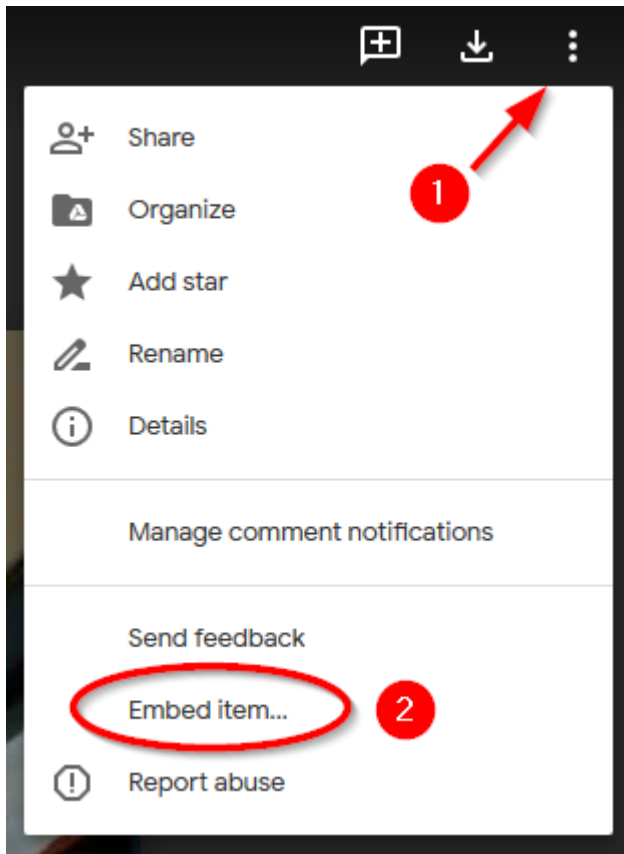 Share
1
Organize
Add star
Rename
Details
Manage comment notifications
Send feedback
Embed item...
2
Report abuse